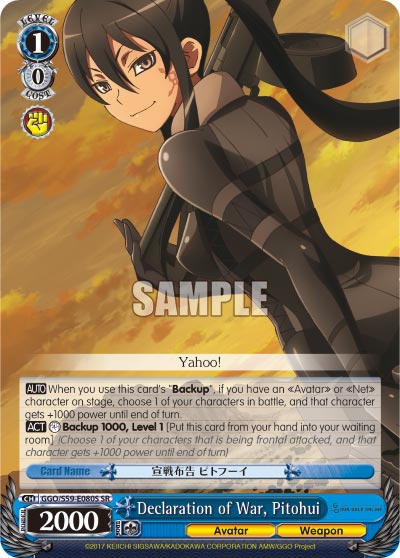 LEVEL
1
0
COST
SAMPLE
Yahoo!
AUTO When you use this card's "Backup", if you have an «Avatar» or «Net»
character on stage, choose 1 of your characters in battle, and that character
gets +1000 power until end of turn.
ACT Backup 1000, Level 1 [Put this card from your hand into your waiting
room] (Choose 1 of your characters that is being frontal attacked, and that
character gets +1000 power until end of turn)
Card Name
宣戦布告 ピトフーイ
CH GGO/S59-E080S SR
Declaration of War, Pitohui
POWER
2000
SOUL
Avatar
Weapon
©2017 KEIICHI SIGSAWA/KADOKAWA CORPORATION AMW/GGO Project